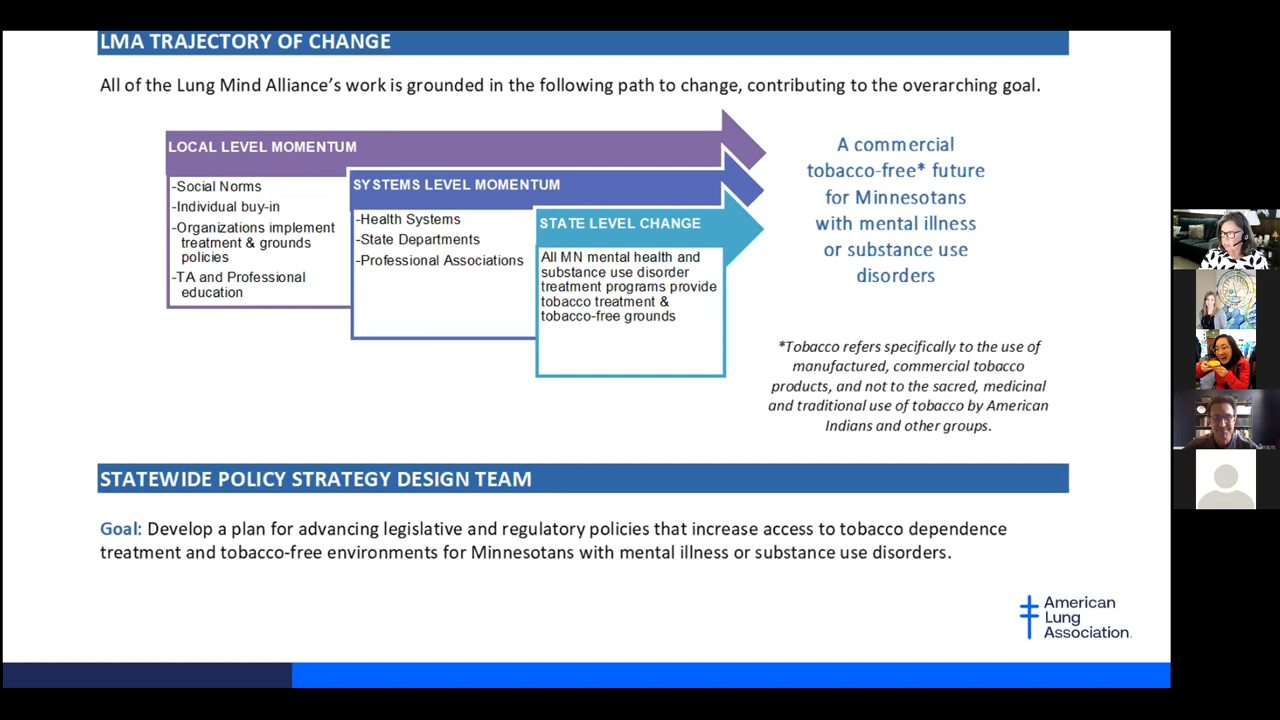 LMA TRAJECTORY OF CHANGE
All of the Lung Mind Alliance’s work is grounded in the following path to change, contributing to the overarching goal.
LOCAL LEVEL MOMENTUM
-Social Norms
-Individual buy-in
-Organizations implement
treatment & grounds
policies
-TA and Professional
education
SYSTEMS LEVEL MOMENTUM
-Health Systems
-State Departments
-Professional Associations
STATE LEVEL CHANGE
All MN mental health and
substance use disorder
treatment programs provide
tobacco treatment &
tobacco-free grounds
A commercial
tobacco-free* future
for Minnesotans
with mental illness
or substance use
disorders
*Tobacco refers specifically to the use of
manufactured, commercial tobacco
products, and not to the sacred, medicinal
and traditional use of tobacco by American
Indians and other groups.
STATEWIDE POLICY STRATEGY DESIGN TEAM
Goal: Develop a plan for advancing legislative and regulatory policies that increase access to tobacco dependence
treatment and tobacco-free environments for Minnesotans with mental illness or substance use disorders.
American
Lung
Association.